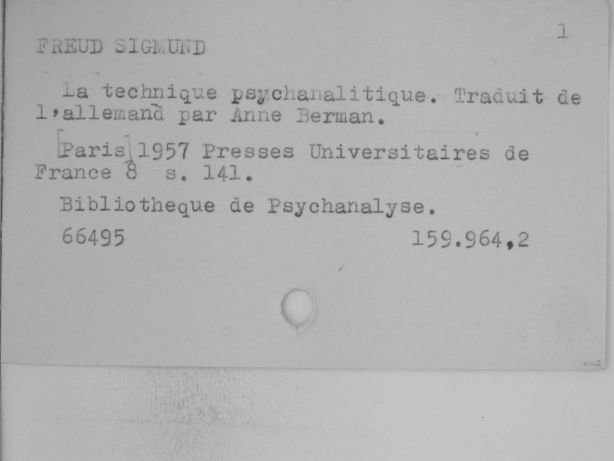 1
FREUD SIGMUND
La technique psychanalitique. Traduit de
l'allemand par Anne Berman.
[Paris] 1957 Presses Universitaires de
France 8 s. 141.
Bibliotheque de Psychanalyse.
66495 159.964,2